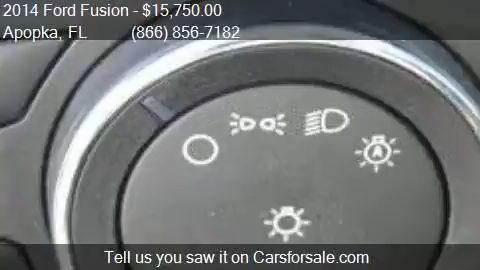 2014 Ford Fusion - $15,750.00
Apopka, FL (866) 856-7182
A
Tell us you saw it on Carsforsale.com